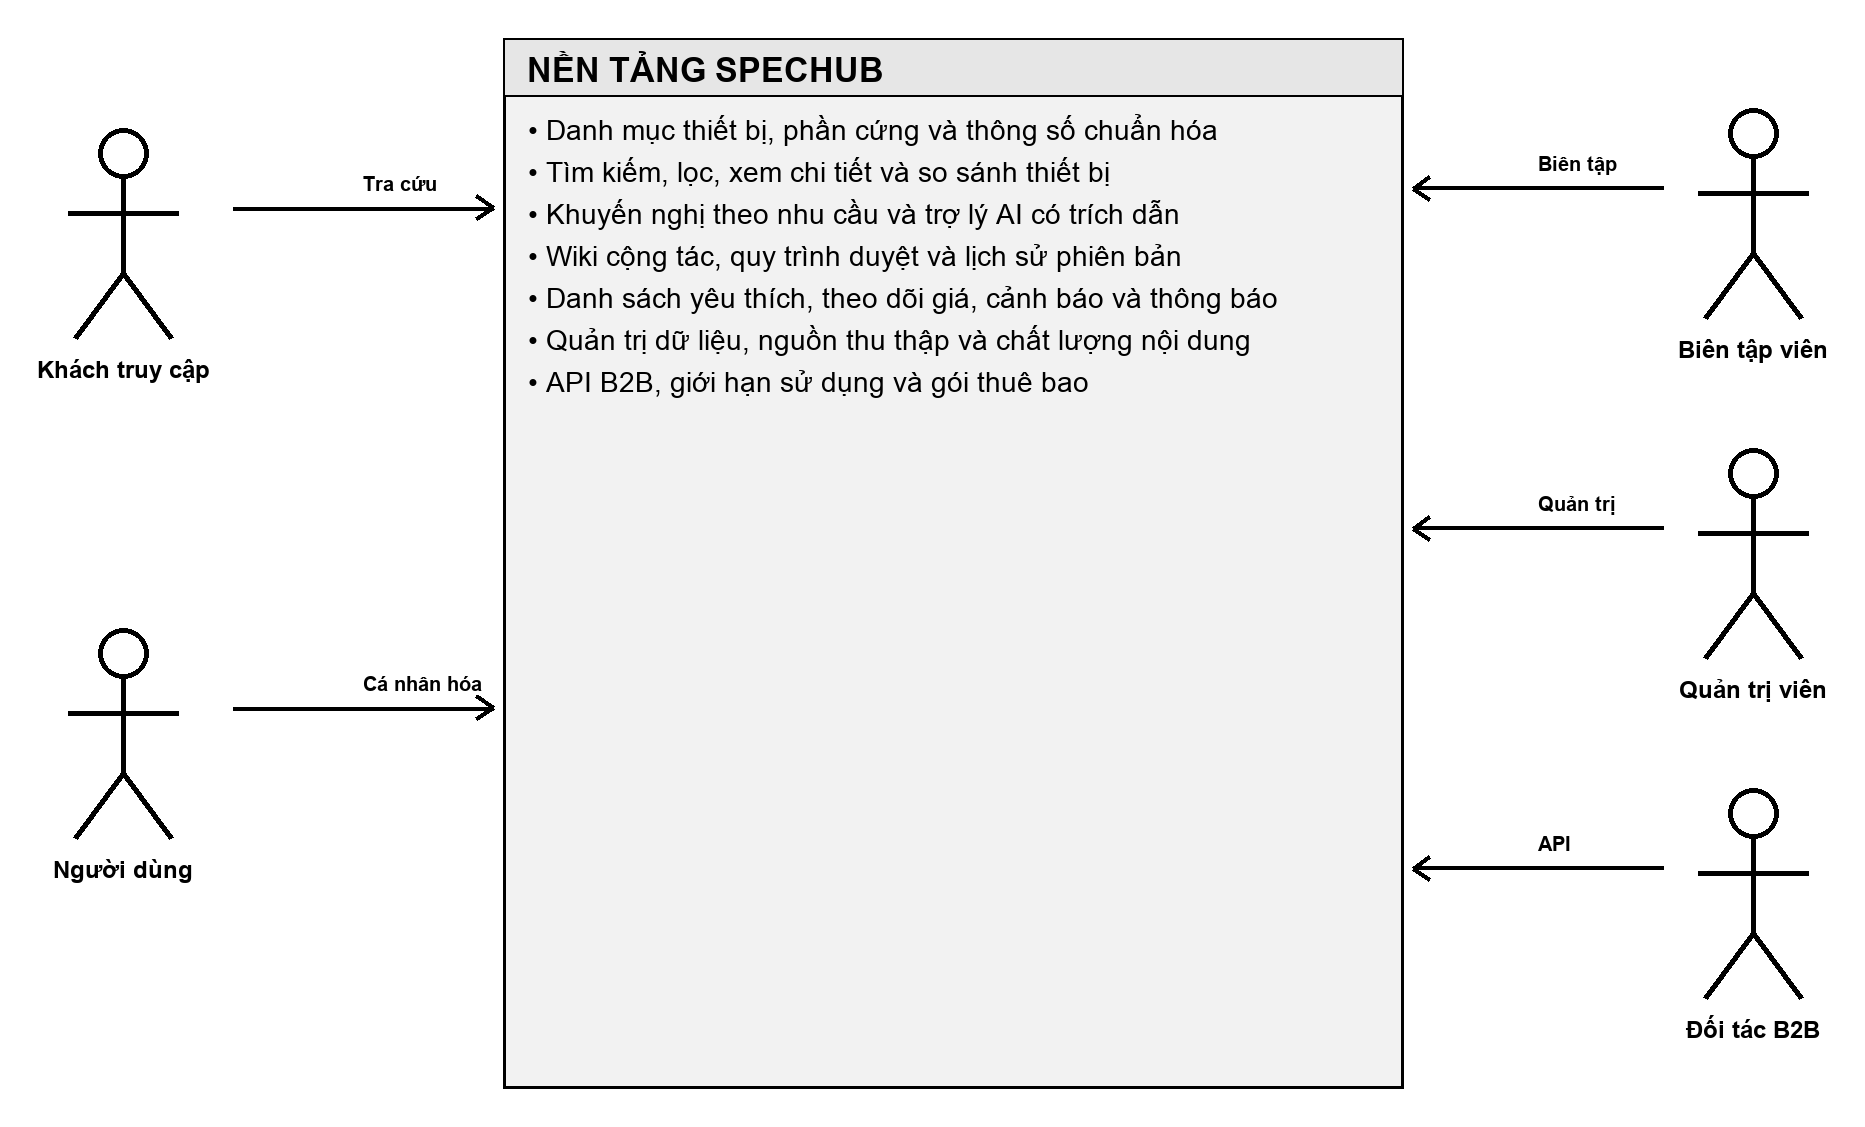 NỀN TẢNG SPECHUB
• Danh mục thiết bị, phần cứng và thông số chuẩn hóa
• Tìm kiếm, lọc, xem chi tiết và so sánh thiết bị
• Khuyến nghị theo nhu cầu và trợ lý AI có trích dẫn
• Wiki cộng tác, quy trình duyệt và lịch sử phiên bản
• Danh sách yêu thích, theo dõi giá, cảnh báo và thông báo
• Quản trị dữ liệu, nguồn thu thập và chất lượng nội dung
• API B2B, giới hạn sử dụng và gói thuê bao
Tra cứu
Khách truy cập
Cá nhân hóa
Người dùng
Biên tập
Biên tập viên
Quản trị
Quản trị viên
API
Đối tác B2B